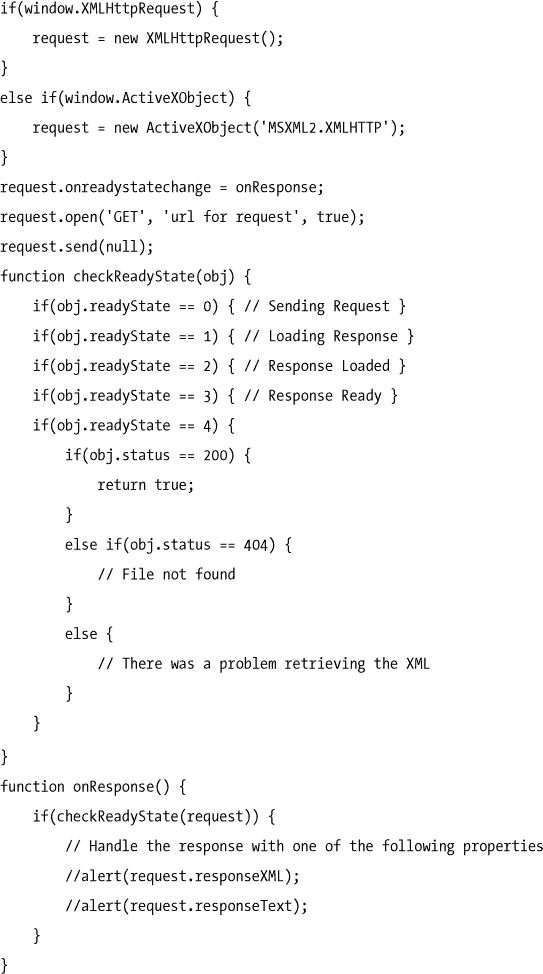 if(window.XMLHttpRequest) {
request = new XMLHttpRequest();
}
else if(window.ActiveXObject) {
request = new ActiveXObject('MSXML2.XMLHTTP');
}
request.onreadystatechange = onResponse;
request.open('GET', 'url for request', true);
request.send(null);
function checkReadyState(obj) {
if(obj.readyState == 0) { // Sending Request }
if(obj.readyState == 1) { // Loading Response }
if(obj.readyState == 2) { // Response Loaded }
if(obj.readyState == 3) { // Response Ready }
if(obj.readyState == 4) {
if(obj.status == 200) {
return true;
}
else if(obj.status == 404) {
// File not found
}
else {
// There was a problem retrieving the XML
}
}
}
function onResponse() {
if(checkReadyState(request)) {
// Handle the response with one of the following properties
//alert(request.responseXML);
//alert(request.responseText);
}
}